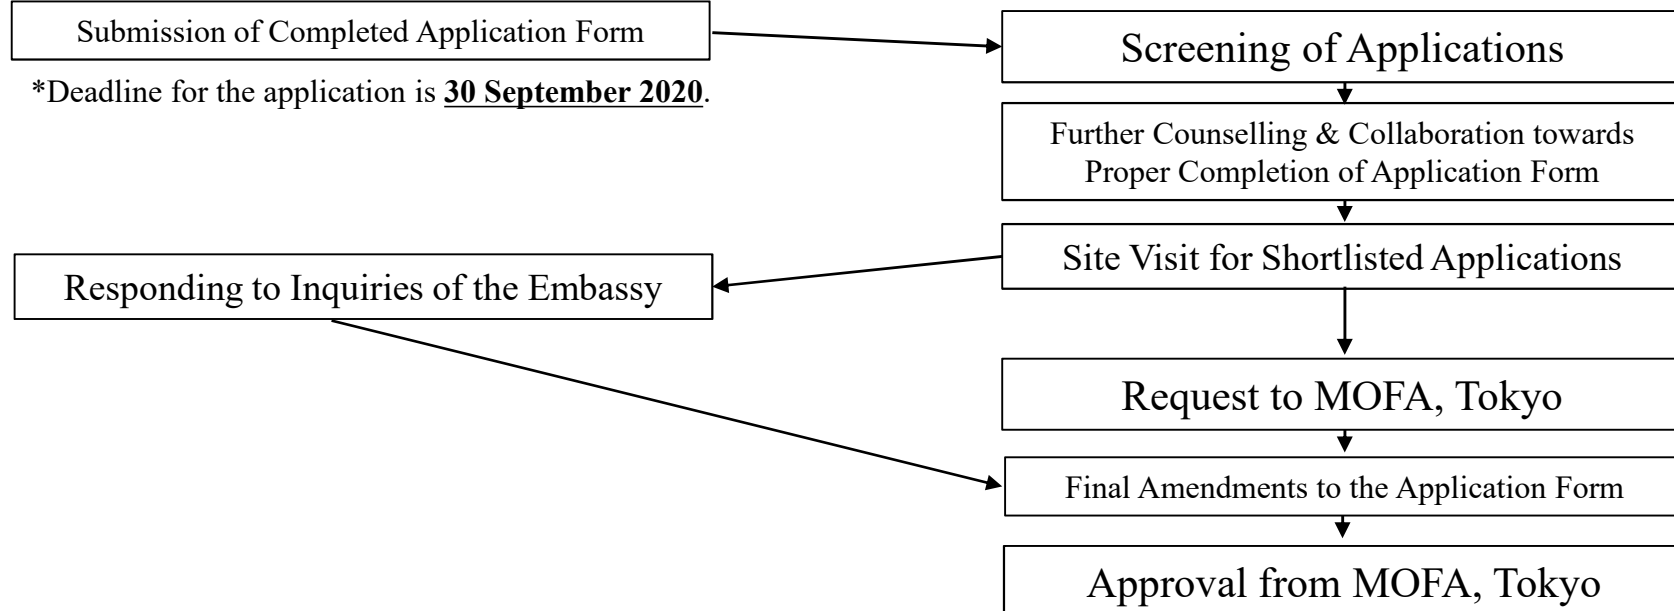 Submission of Completed Application Form
*Deadline for the application is 30 September 2020.
Screening of Applications
Further Counselling & Collaboration towards
Proper Completion of Application Form
Site Visit for Shortlisted Applications
Responding to Inquiries of the Embassy
Request to MOFA, Tokyo
Final Amendments to the Application Form
Approval from MOFA, Tokyo